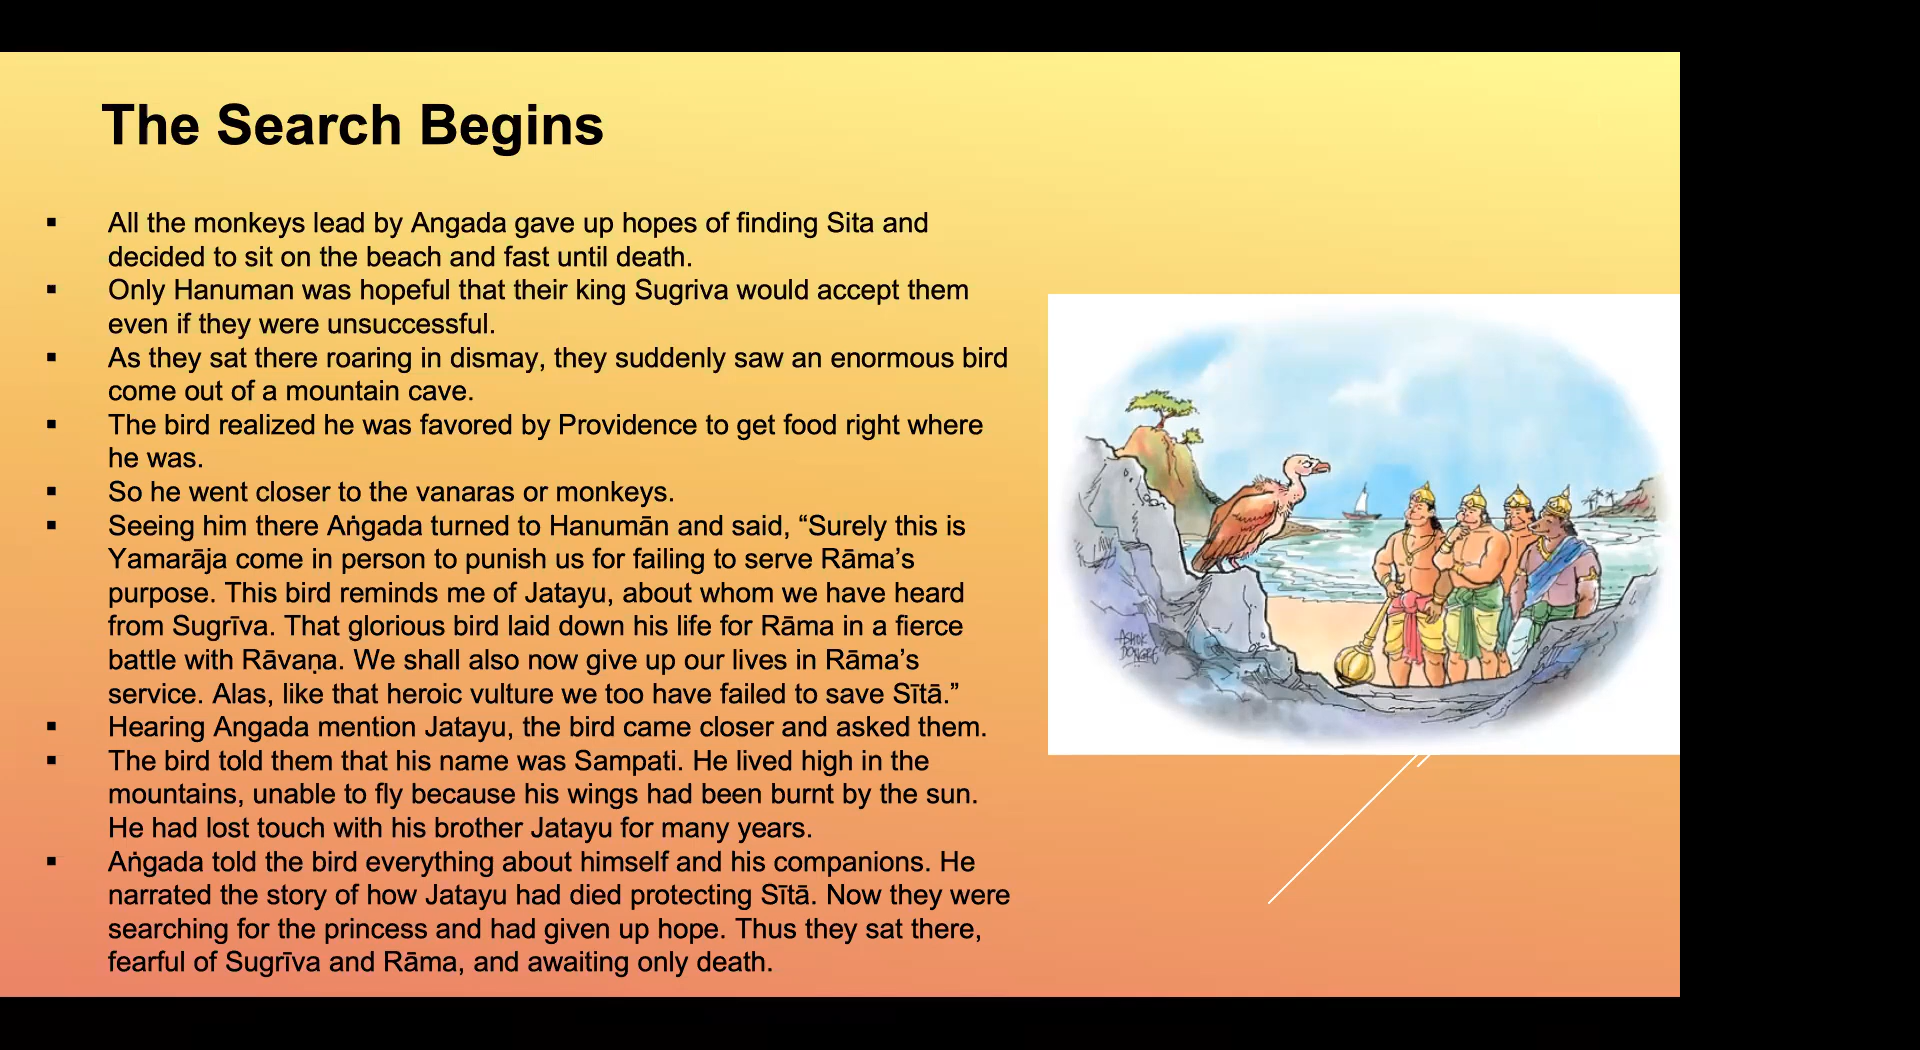 The Search Begins
▪ All the monkeys lead by Angada gave up hopes of finding Sita and
decided to sit on the beach and fast until death.
▪ Only Hanuman was hopeful that their king Sugriva would accept them
even if they were unsuccessful.
▪ As they sat there roaring in dismay, they suddenly saw an enormous bird
come out of a mountain cave.
▪ The bird realized he was favored by Providence to get food right where
he was.
▪ So he went closer to the vanaras or monkeys.
▪ Seeing him there Aṅgada turned to Hanumān and said, “Surely this is
Yamarāja come in person to punish us for failing to serve Rāma’s
purpose. This bird reminds me of Jatayu, about whom we have heard
from Sugrīva. That glorious bird laid down his life for Rāma in a fierce
battle with Rāvaṇa. We shall also now give up our lives in Rāma’s
service. Alas, like that heroic vulture we too have failed to save Sītā.”
▪ Hearing Angada mention Jatayu, the bird came closer and asked them.
▪ The bird told them that his name was Sampati. He lived high in the
mountains, unable to fly because his wings had been burnt by the sun.
He had lost touch with his brother Jatayu for many years.
▪ Aṅgada told the bird everything about himself and his companions. He
narrated the story of how Jatayu had died protecting Sītā. Now they were
searching for the princess and had given up hope. Thus they sat there,
fearful of Sugrīva and Rāma, and awaiting only death.
ASHOK
DONGRE